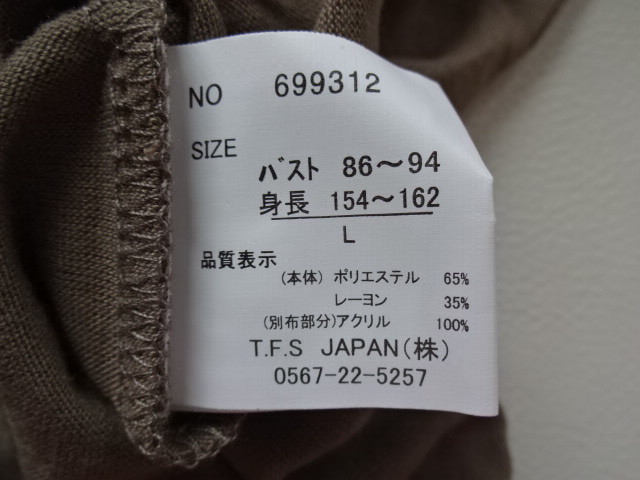 NO 699312
SIZE
バスト 86～94
身長 154～162
L
品質表示
(本体) ポリエステル 65%
レーヨン 35%
(別布部分)アクリル 100%
T.F.S JAPAN(株)
0567-22-5257